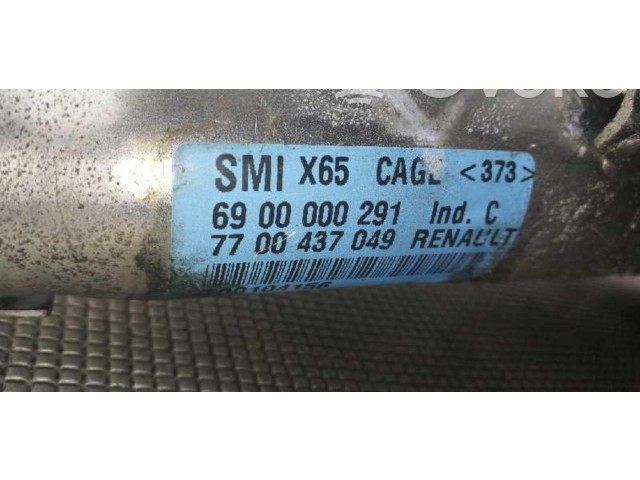 SMI X65 CAGE <373>
69 00 000 291 Ind. C
77 00 437 049 RENAULT